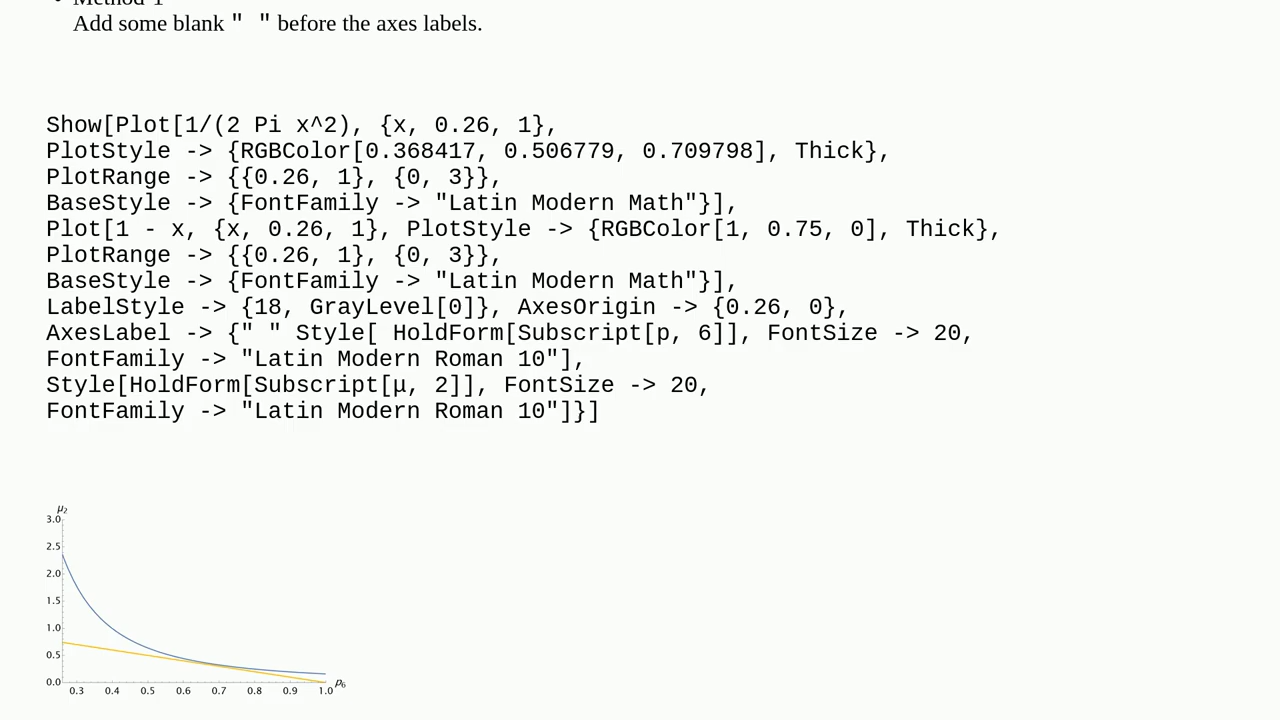 Method 1
Add some blank " " before the axes labels.
Show[Plot[1/(2 Pi x^2), {x, 0.26, 1},
PlotStyle -> {RGBColor[0.368417, 0.506779, 0.709798], Thick},
PlotRange -> {{0.26, 1}, {0, 3}},
BaseStyle -> {FontFamily -> "Latin Modern Math"}],
Plot[1 - x, {x, 0.26, 1}, PlotStyle -> {RGBColor[1, 0.75, 0], Thick},
PlotRange -> {{0.26, 1}, {0, 3}},
BaseStyle -> {FontFamily -> "Latin Modern Math"}],
LabelStyle -> {18, GrayLevel[0]}, AxesOrigin -> {0.26, 0},
AxesLabel -> {" " Style[ HoldForm[Subscript[p, 6]], FontSize -> 20,
FontFamily -> "Latin Modern Roman 10"],
Style[HoldForm[Subscript[μ, 2]], FontSize -> 20,
FontFamily -> "Latin Modern Roman 10"]}]
μ₂
3.0
2.5
2.0
1.5
1.0
0.5
0.0
0.3 0.4 0.5 0.6 0.7 0.8 0.9 1.0 p₆